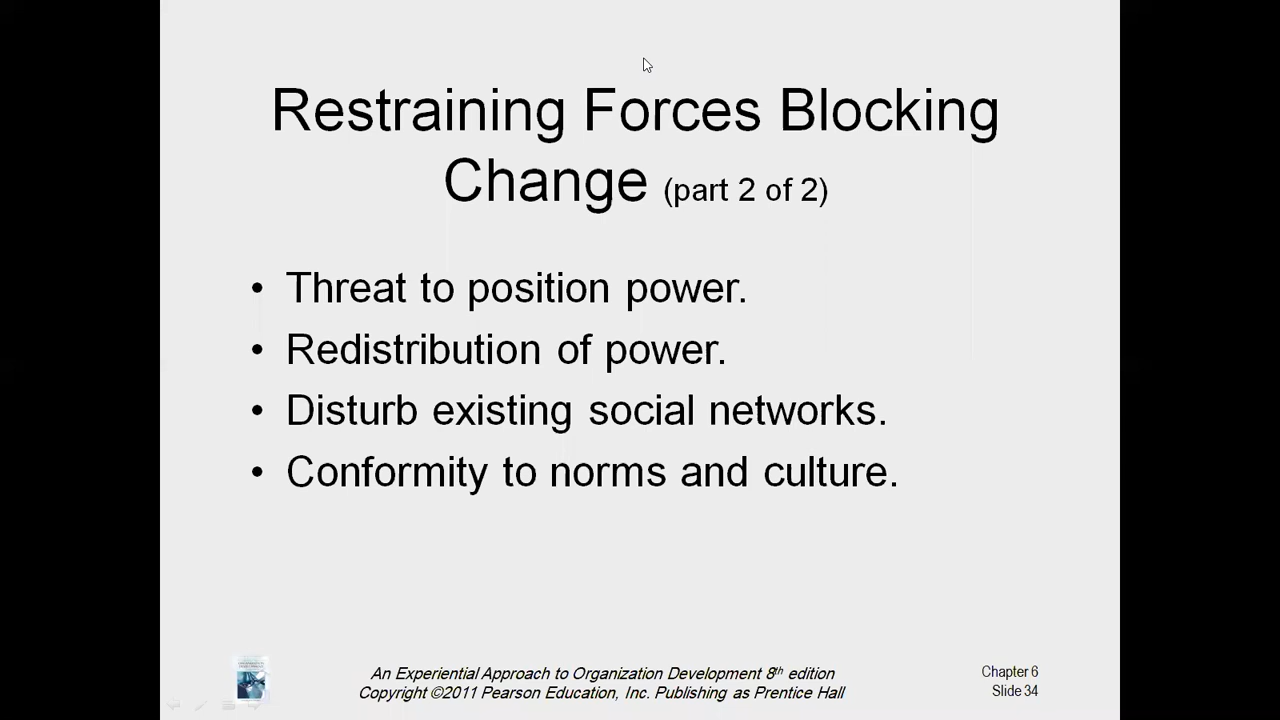 Restraining Forces Blocking
Change (part 2 of 2)
• Threat to position power.
• Redistribution of power.
• Disturb existing social networks.
• Conformity to norms and culture.
An Experiential Approach to Organization Development 8th edition
Copyright ©2011 Pearson Education, Inc. Publishing as Prentice Hall
Chapter 6
Slide 34